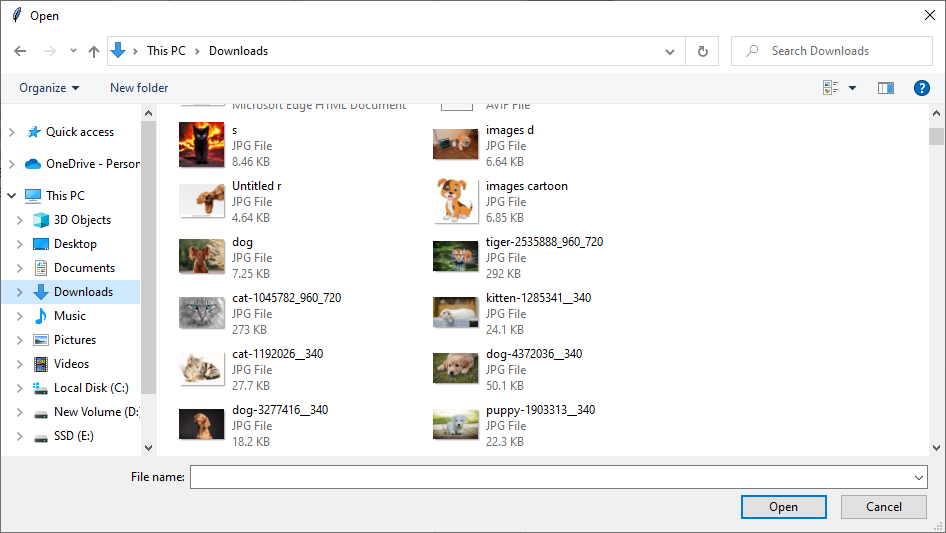 Open
This PC > Downloads
Search Downloads
Organize
New folder
?
Quick access
OneDrive - Person
This PC
3D Objects
Desktop
Documents
Downloads
Music
Pictures
Videos
Local Disk (C:)
New Volume (D:)
SSD (E:)
Microsoft Edge HTML Document
AVIF File
s
JPG File
8.46 KB
images d
JPG File
6.64 KB
Untitled r
JPG File
4.64 KB
images cartoon
JPG File
6.85 KB
dog
JPG File
7.25 KB
tiger-2535888_960_720
JPG File
292 KB
cat-1045782_960_720
JPG File
273 KB
kitten-1285341__340
JPG File
24.1 KB
cat-1192026__340
JPG File
27.7 KB
dog-4372036__340
JPG File
50.1 KB
dog-3277416__340
JPG File
18.2 KB
puppy-1903313__340
JPG File
22.3 KB
File name:
Open
Cancel